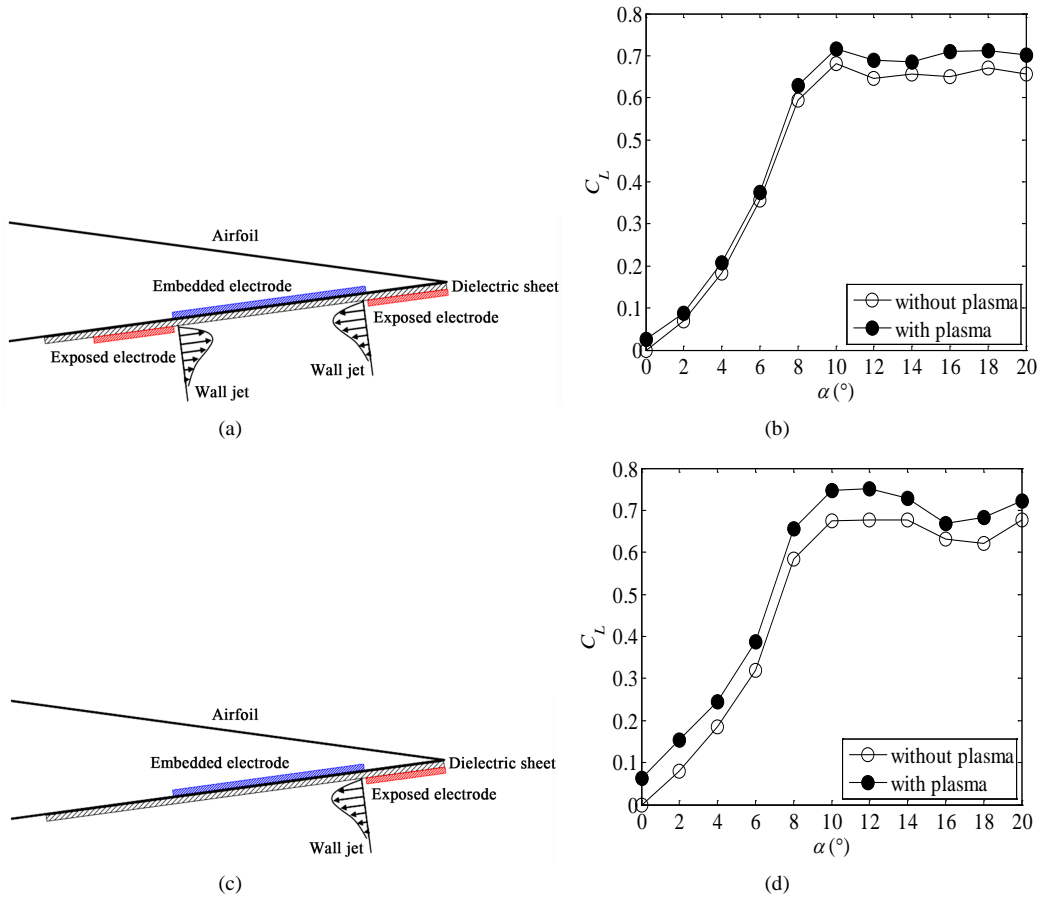 Airfoil
Embedded electrode
Dielectric sheet
Exposed electrode
Exposed electrode
Wall jet
Wall jet
(a)
0.8
0.7
0.6
0.5
0.4
0.3
0.2
0.1
0
C_L
without plasma
with plasma
0 2 4 6 8 10 12 14 16 18 20
α (°)
(b)
Airfoil
Embedded electrode
Dielectric sheet
Exposed electrode
Wall jet
(c)
0.8
0.7
0.6
0.5
0.4
0.3
0.2
0.1
0
C_L
without plasma
with plasma
0 2 4 6 8 10 12 14 16 18 20
α (°)
(d)